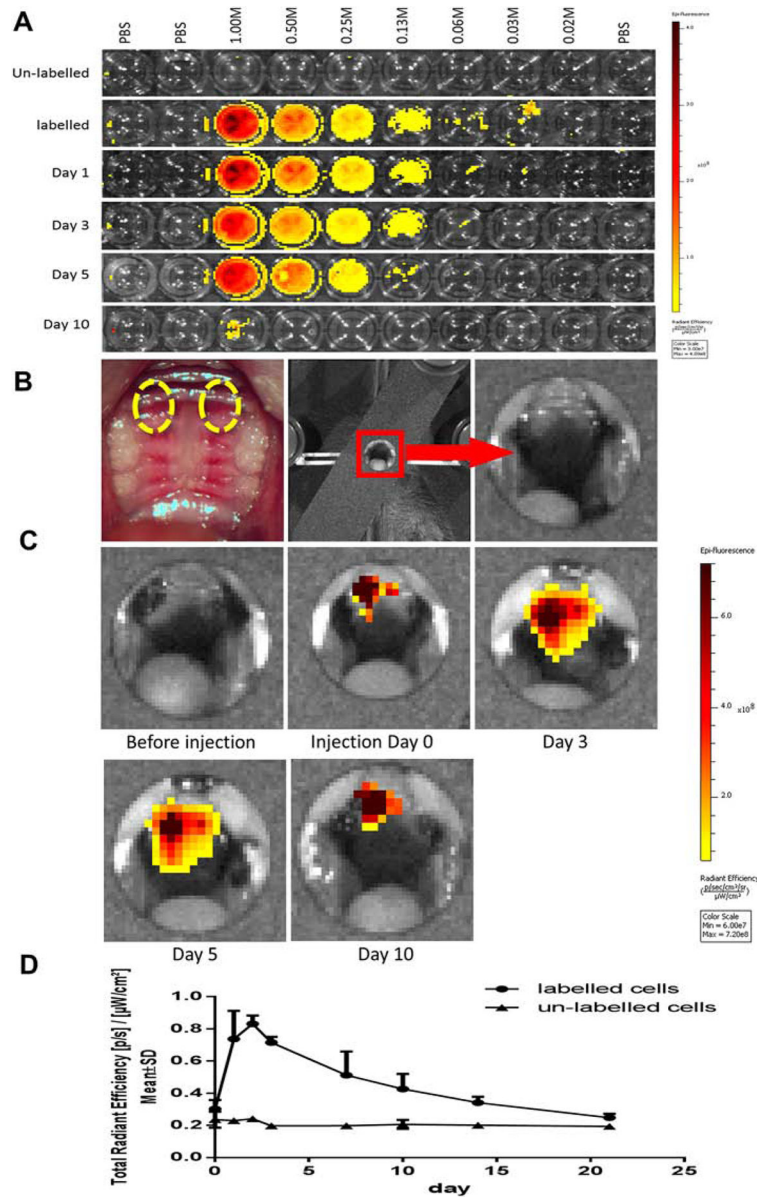 A
PBS
PBS
1.00M
0.50M
0.25M
0.13M
0.06M
0.03M
0.02M
PBS
Un-labelled
labelled
Day 1
Day 3
Day 5
Day 10
Epi-fluorescence
4.0
3.0
2.0
1.0
x10⁸
Radiant Efficiency
Color Scale
Min = 3.00e7
B
C
Before injection
Injection Day 0
Day 3
Day 5
Day 10
Epi-fluorescence
6.0
4.0
x10⁸
2.0
Radiant Efficiency
(p/sec/cm²/sr
µW/cm²)
Color Scale
Min = 6.00e7
Max = 7.20e8
D
Total Radiant Efficiency [p/s] / [µW/cm²]
Mean±SD
1.0
0.8
0.6
0.4
0.2
0.0
0
5
10
15
20
25
day
labelled cells
un-labelled cells